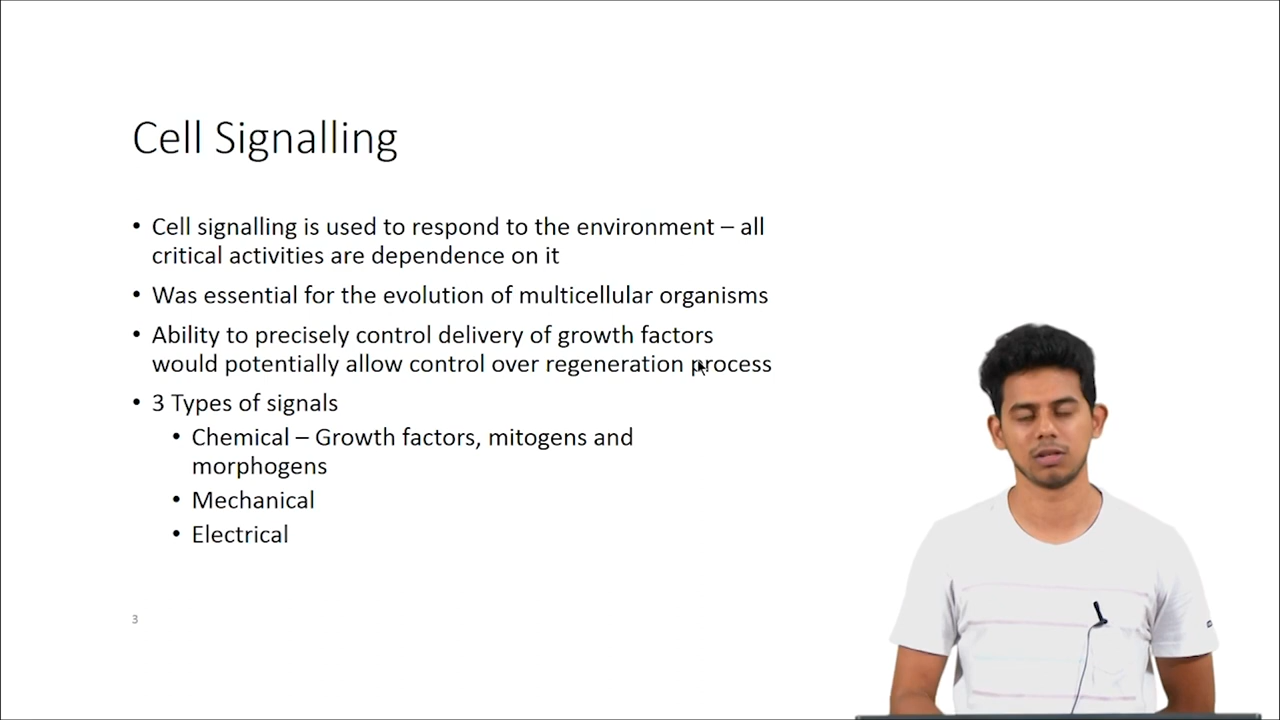 Cell Signalling
• Cell signalling is used to respond to the environment – all
critical activities are dependence on it
• Was essential for the evolution of multicellular organisms
• Ability to precisely control delivery of growth factors
would potentially allow control over regeneration process
• 3 Types of signals
• Chemical – Growth factors, mitogens and
morphogens
• Mechanical
• Electrical
3